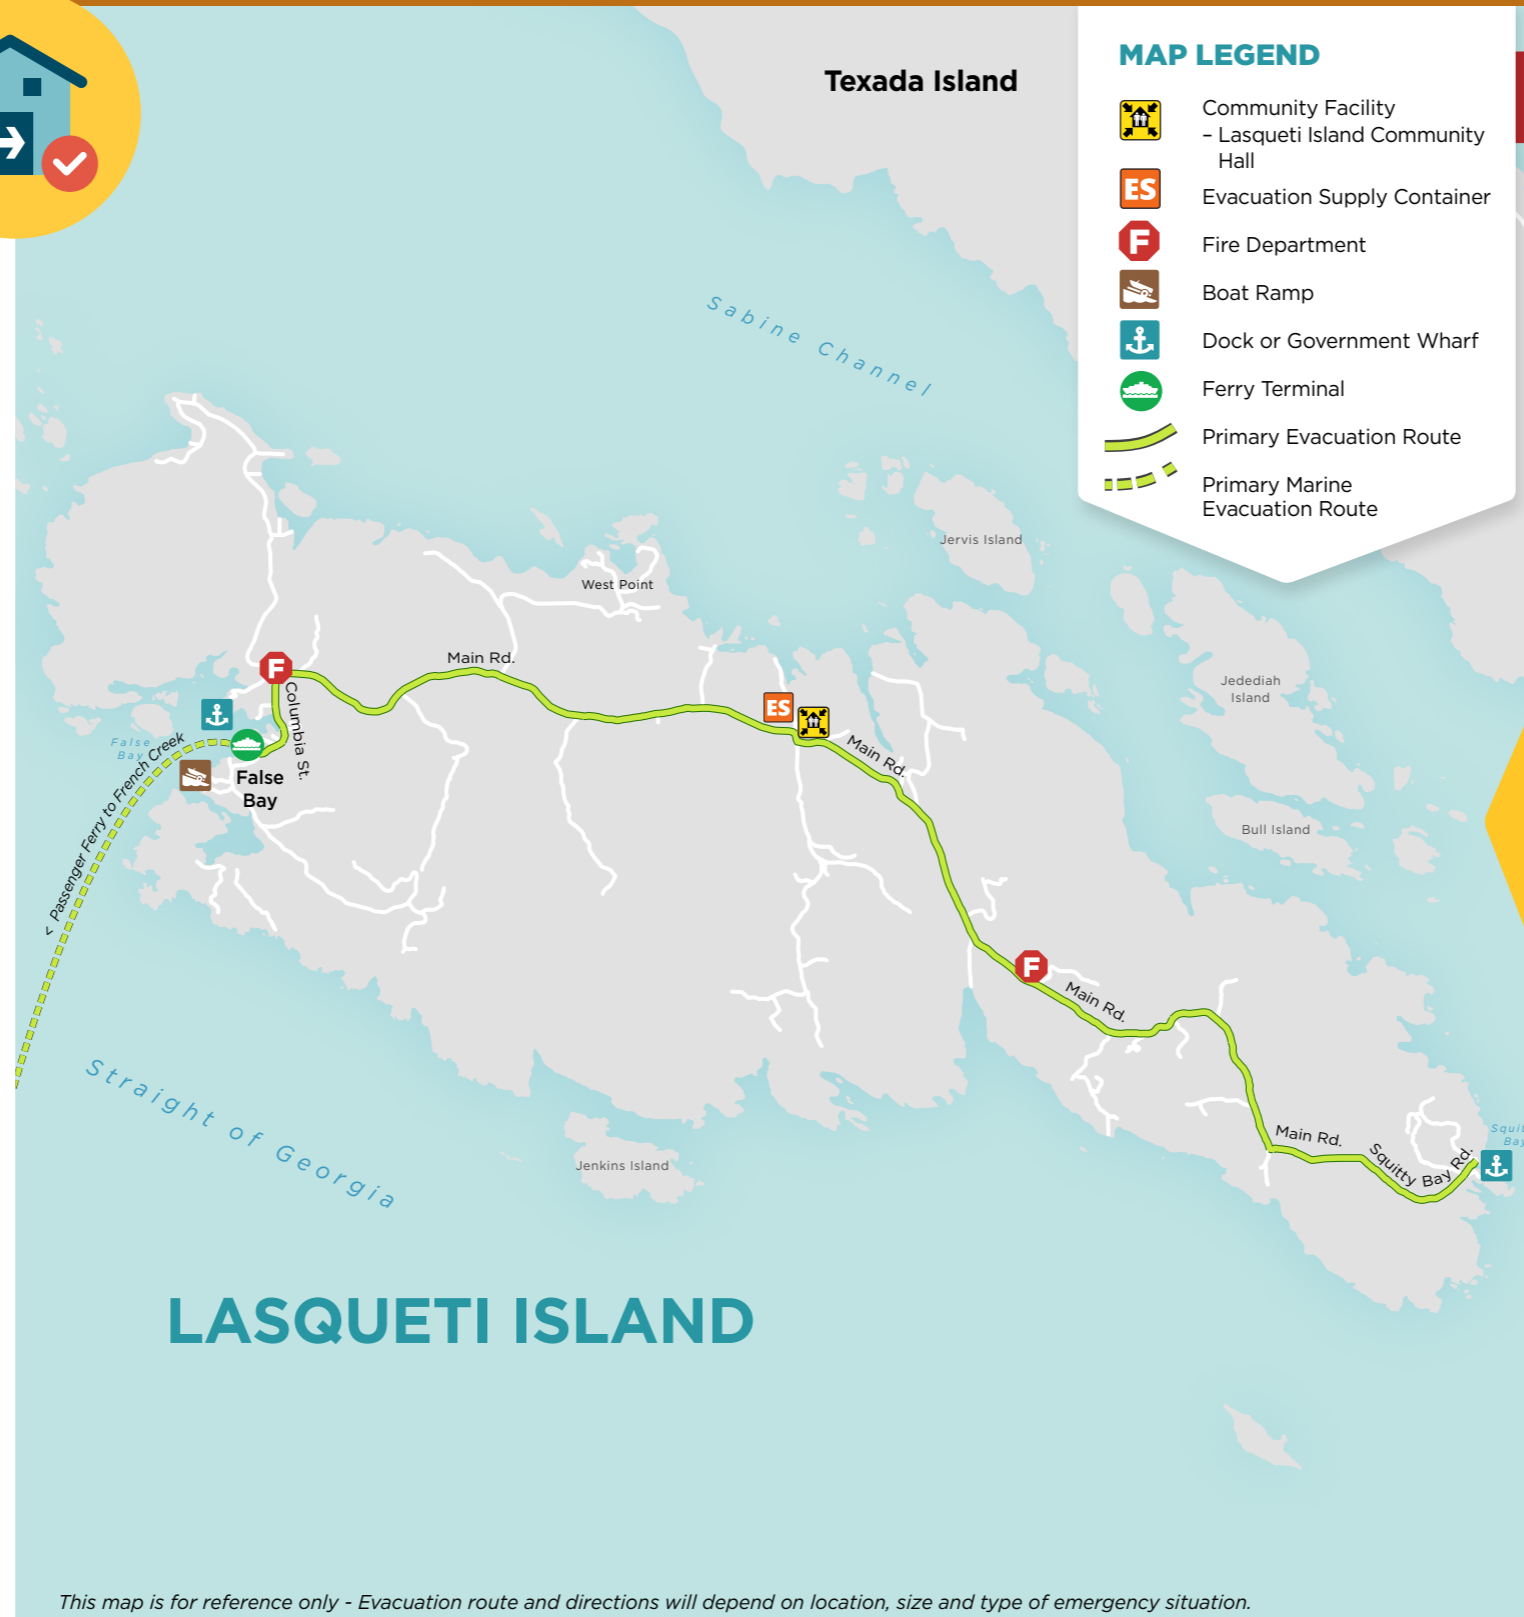 Texada Island
MAP LEGEND
Community Facility
– Lasqueti Island Community
Hall
ES
Evacuation Supply Container
F
Fire Department
Boat Ramp
Dock or Government Wharf
Ferry Terminal
Primary Evacuation Route
Primary Marine
Evacuation Route
Sabine Channel
Jervis Island
West Point
Main Rd.
F
Columbia St.
Jedediah
Island
ES
Main Rd.
False
Bay
< Passenger Ferry to French Creek
False
Bay
Bull Island
F
Main Rd.
Straight of Georgia
Jenkins Island
Main Rd.
Squitty Bay Rd.
Bay
LASQUETI ISLAND
This map is for reference only - Evacuation route and directions will depend on location, size and type of emergency situation.